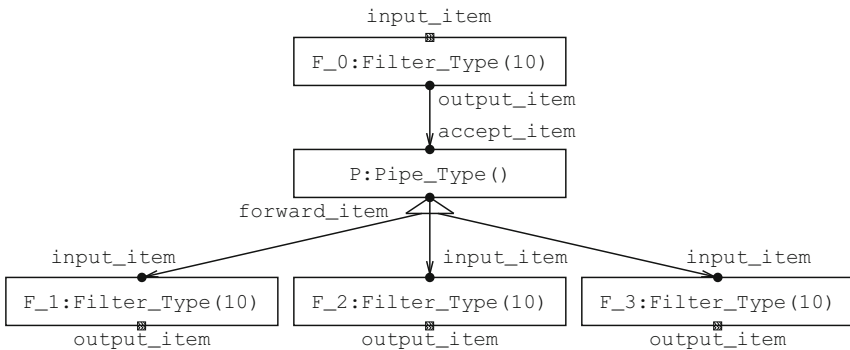 input_item
F_0:Filter_Type(10)
output_item
accept_item
P:Pipe_Type()
forward_item
input_item input_item input_item
F_1:Filter_Type(10) F_2:Filter_Type(10) F_3:Filter_Type(10)
output_item output_item output_item